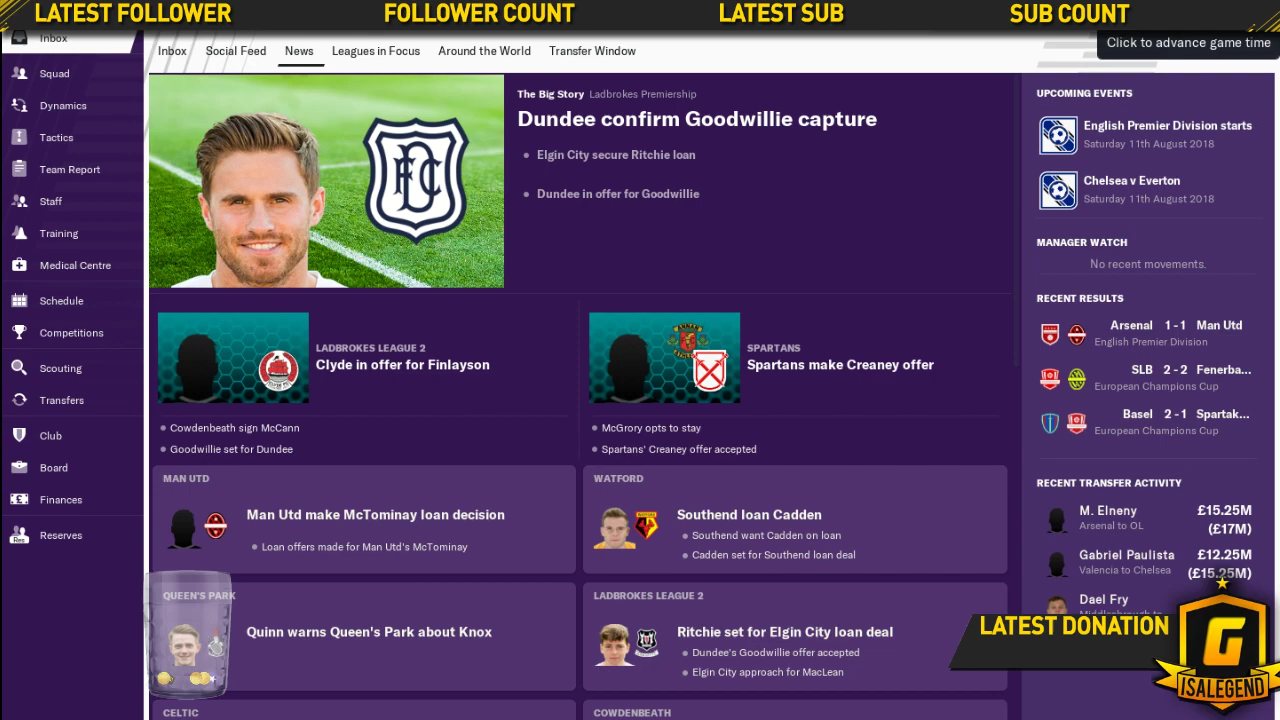 LATEST FOLLOWER
FOLLOWER COUNT
LATEST SUB
SUB COUNT
Click to advance game time
Inbox
Squad
Dynamics
Tactics
Team Report
Staff
Training
Medical Centre
Schedule
Competitions
Scouting
Transfers
Club
Board
Finances
Reserves
Inbox Social Feed News Leagues in Focus Around the World Transfer Window
The Big Story Ladbrokes Premiership
Dundee confirm Goodwillie capture
Elgin City secure Ritchie loan
Dundee in offer for Goodwillie
LADBROKES LEAGUE 2
Clyde in offer for Finlayson
Cowdenbeath sign McCann
Goodwillie set for Dundee
SPARTANS
Spartans make Creaney offer
McGrory opts to stay
Spartans' Creaney offer accepted
MAN UTD
Man Utd make McTominay loan decision
Loan offers made for Man Utd's McTominay
WATFORD
Southend loan Cadden
Southend want Cadden on loan
Cadden set for Southend loan deal
QUEEN'S PARK
Quinn warns Queen's Park about Knox
LADBROKES LEAGUE 2
Ritchie set for Elgin City loan deal
Dundee's Goodwillie offer accepted
Elgin City approach for MacLean
CELTIC
COWDENBEATH
UPCOMING EVENTS
English Premier Division starts
Saturday 11th August 2018
Chelsea v Everton
Saturday 11th August 2018
MANAGER WATCH
No recent movements.
RECENT RESULTS
Arsenal 1 - 1 Man Utd
English Premier Division
SLB 2 - 2 Fenerba...
European Champions Cup
Basel 2 - 1 Spartak...
European Champions Cup
RECENT TRANSFER ACTIVITY
M. Elneny £15.25M
Arsenal to OL (£17M)
Gabriel Paulista £12.25M
Valencia to Chelsea (£15.25M)
Dael Fry
LATEST DONATION
G
ISALEGEND